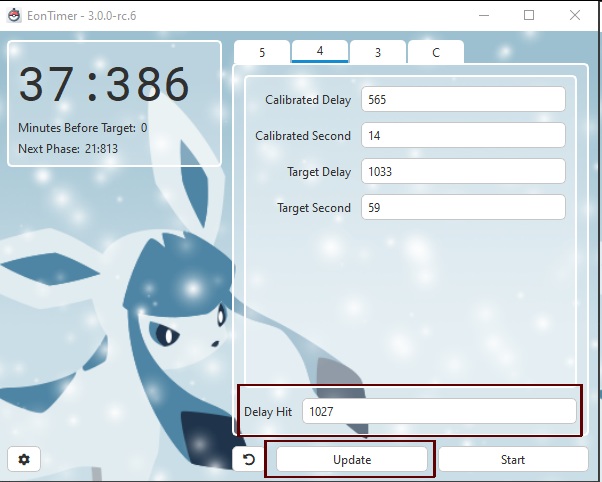 EonTimer - 3.0.0-rc.6
5 4 3 C
37:386
Minutes Before Target: 0
Next Phase: 21:813
Calibrated Delay 565
Calibrated Second 14
Target Delay 1033
Target Second 59
Delay Hit 1027
Update Start